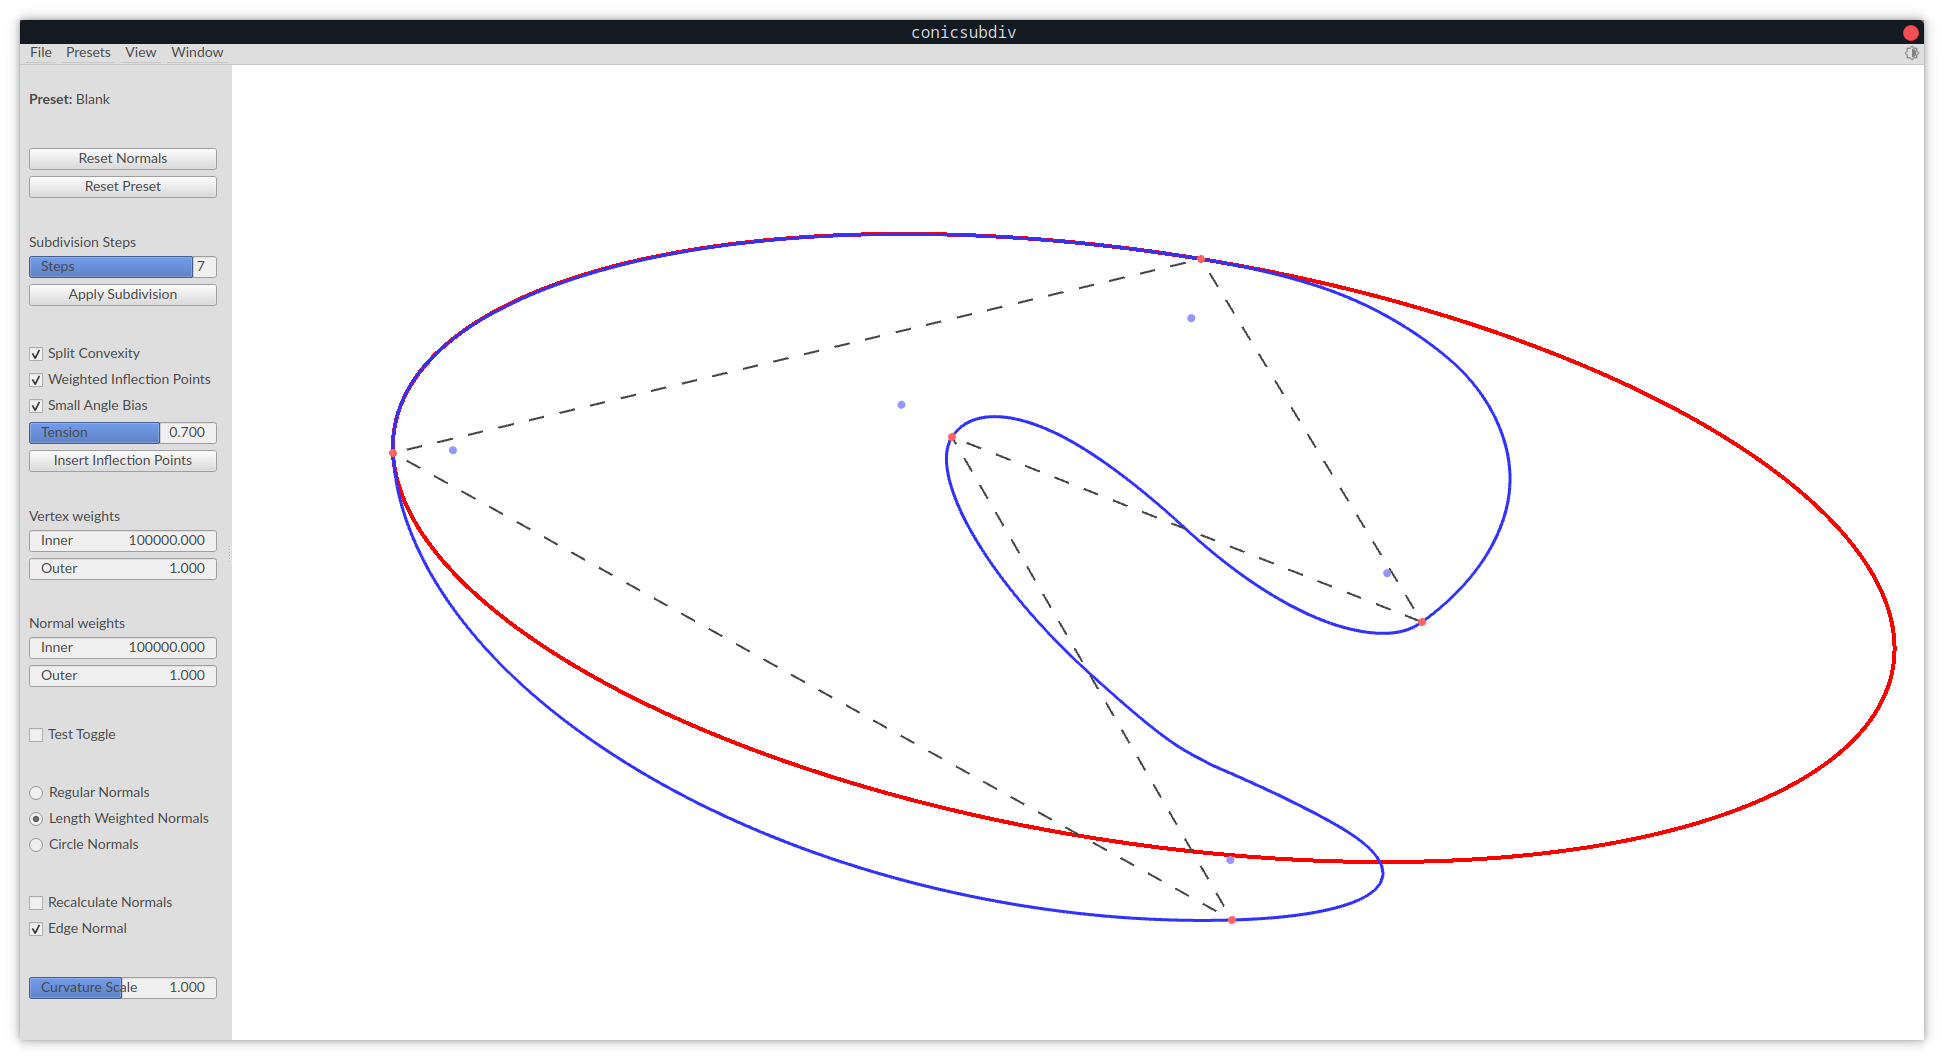 conicsubdiv
File Presets View Window
Preset: Blank
Reset Normals
Reset Preset
Subdivision Steps
Steps 7
Apply Subdivision
Split Convexity
Weighted Inflection Points
Small Angle Bias
Tension 0.700
Insert Inflection Points
Vertex weights
Inner 100000.000
Outer 1.000
Normal weights
Inner 100000.000
Outer 1.000
Test Toggle
Regular Normals
Length Weighted Normals
Circle Normals
Recalculate Normals
Edge Normal
Curvature Scale 1.000